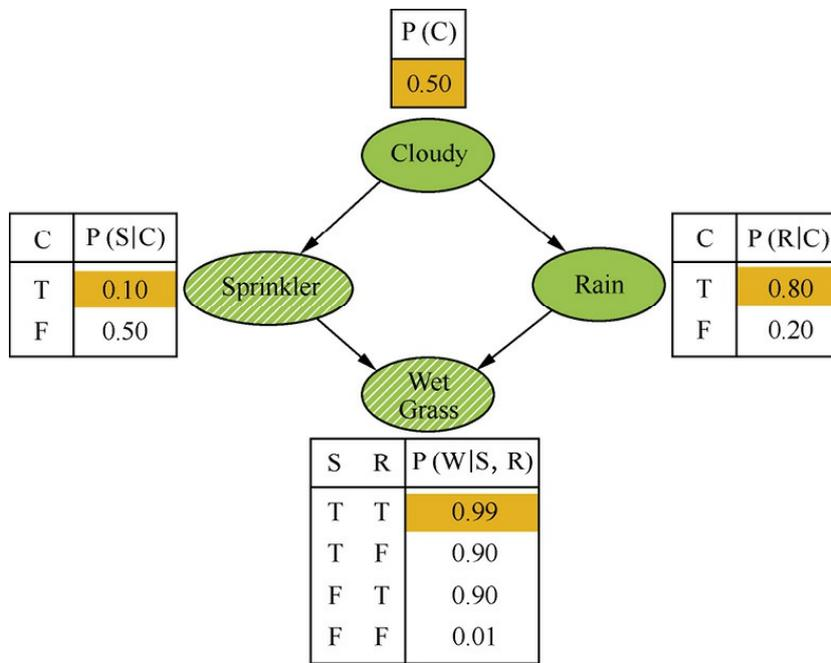 P (C)
0.50
Cloudy
C P (S|C)
T 0.10
F 0.50
Sprinkler
Rain
C P (R|C)
T 0.80
F 0.20
Wet
Grass
S R P (W|S, R)
T T 0.99
T F 0.90
F T 0.90
F F 0.01